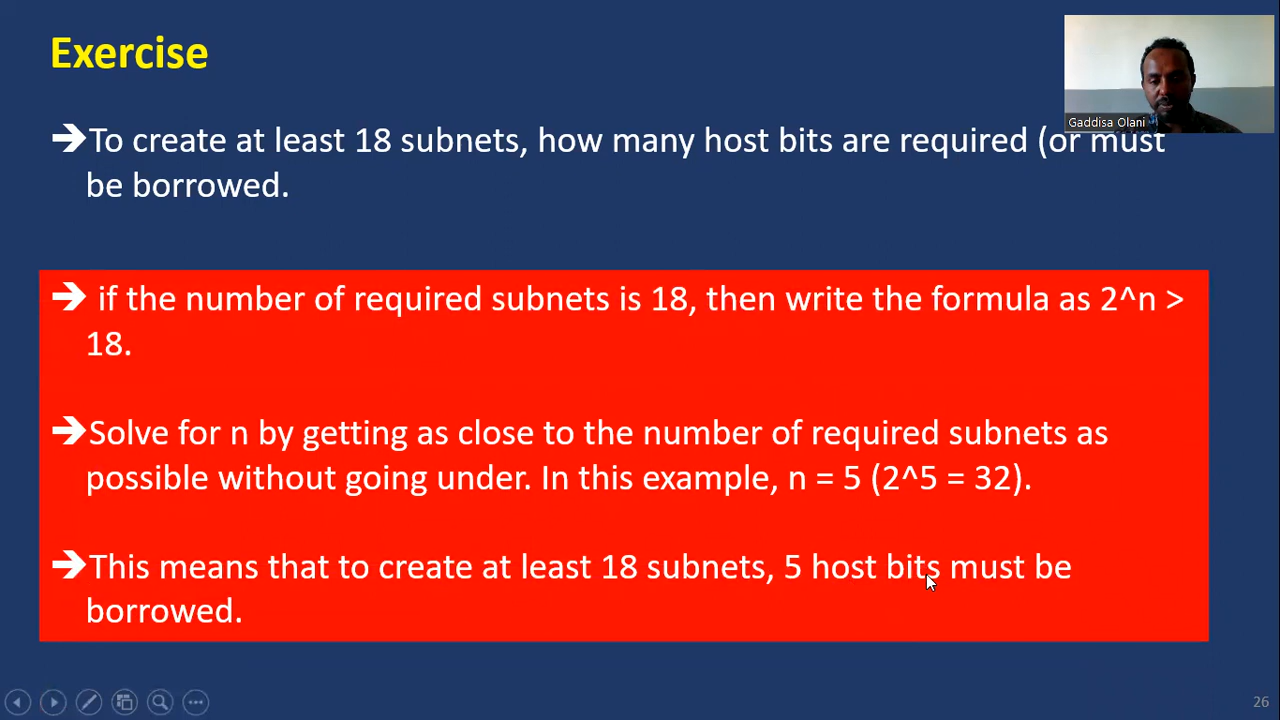 Exercise
Gaddisa Olani
🡺To create at least 18 subnets, how many host bits are required (or must
be borrowed.
🡺 if the number of required subnets is 18, then write the formula as 2^n >
18.
🡺Solve for n by getting as close to the number of required subnets as
possible without going under. In this example, n = 5 (2^5 = 32).
🡺This means that to create at least 18 subnets, 5 host bits must be
borrowed.
26